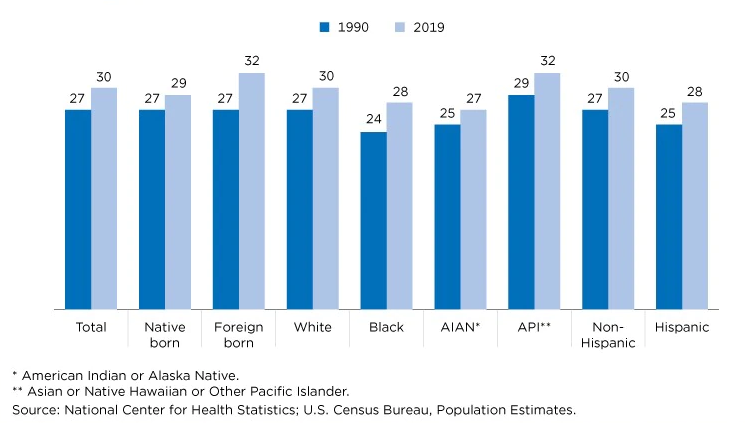 1990 2019
27 30 27 29 27 32 27 30 24 28 25 27 29 32 27 30 25 28
Total Native born Foreign born White Black AIAN* API** Non-Hispanic Hispanic
* American Indian or Alaska Native.
** Asian or Native Hawaiian or Other Pacific Islander.
Source: National Center for Health Statistics; U.S. Census Bureau, Population Estimates.